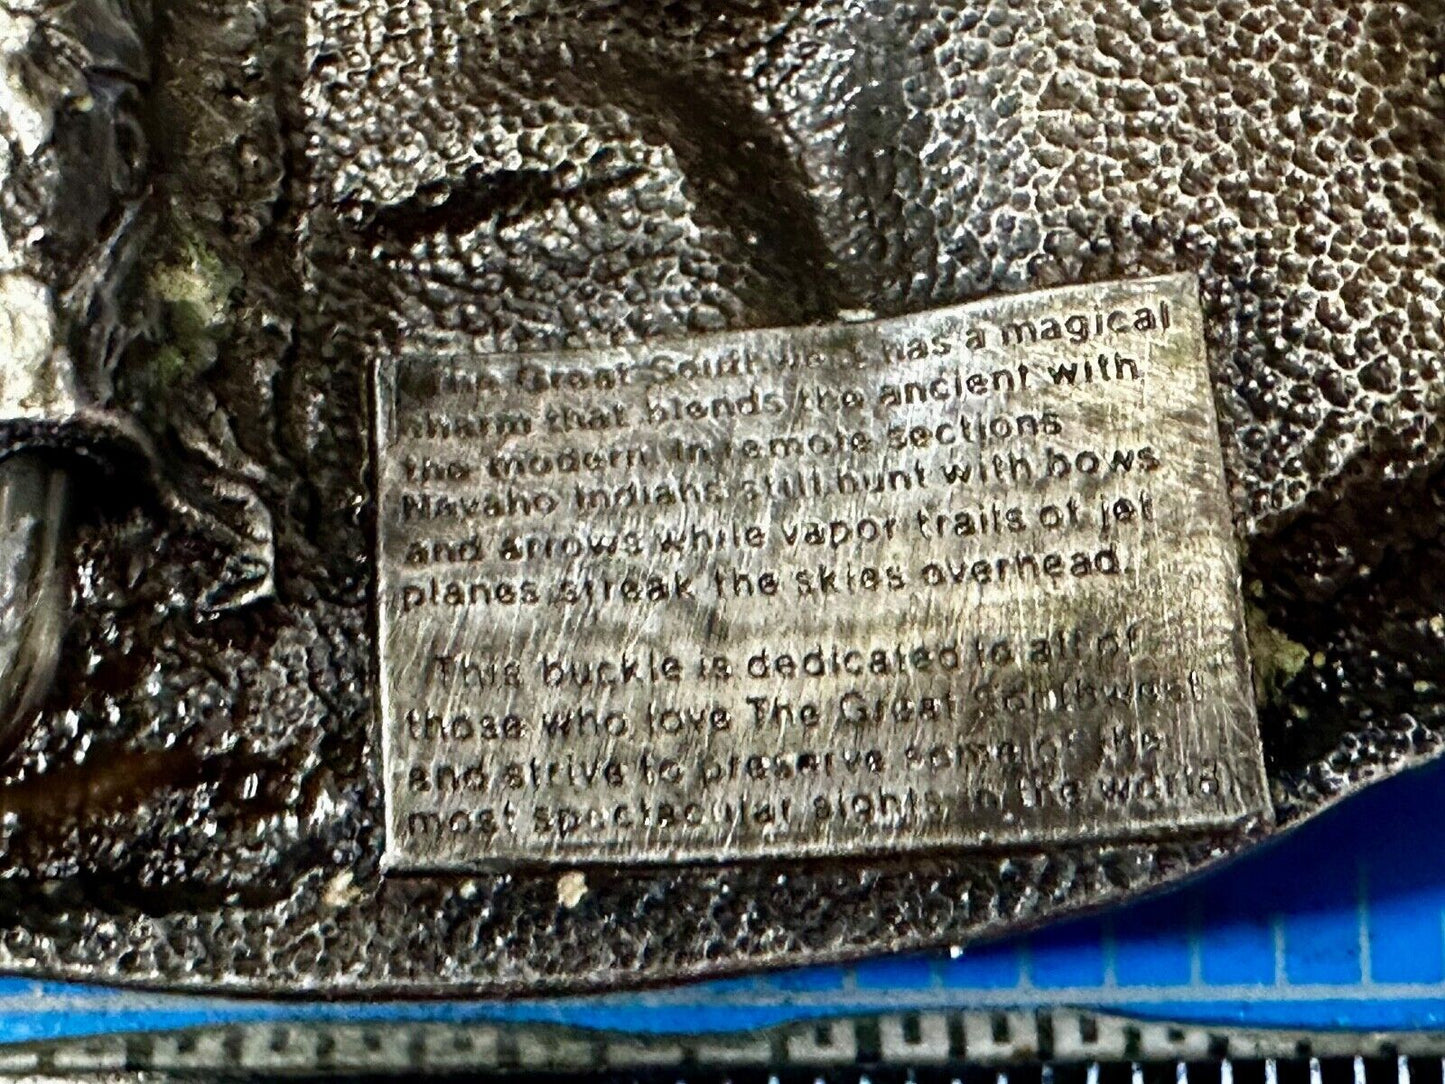 The Great Southwest has a magical
charm that blends the ancient with
the modern. In remote sections
Navaho Indians still hunt with bows
and arrows while vapor trails of jet
planes streak the skies overhead.
This buckle is dedicated to all of
those who love The Great Southwest
and strive to preserve some of the
most spectacular sights in the world